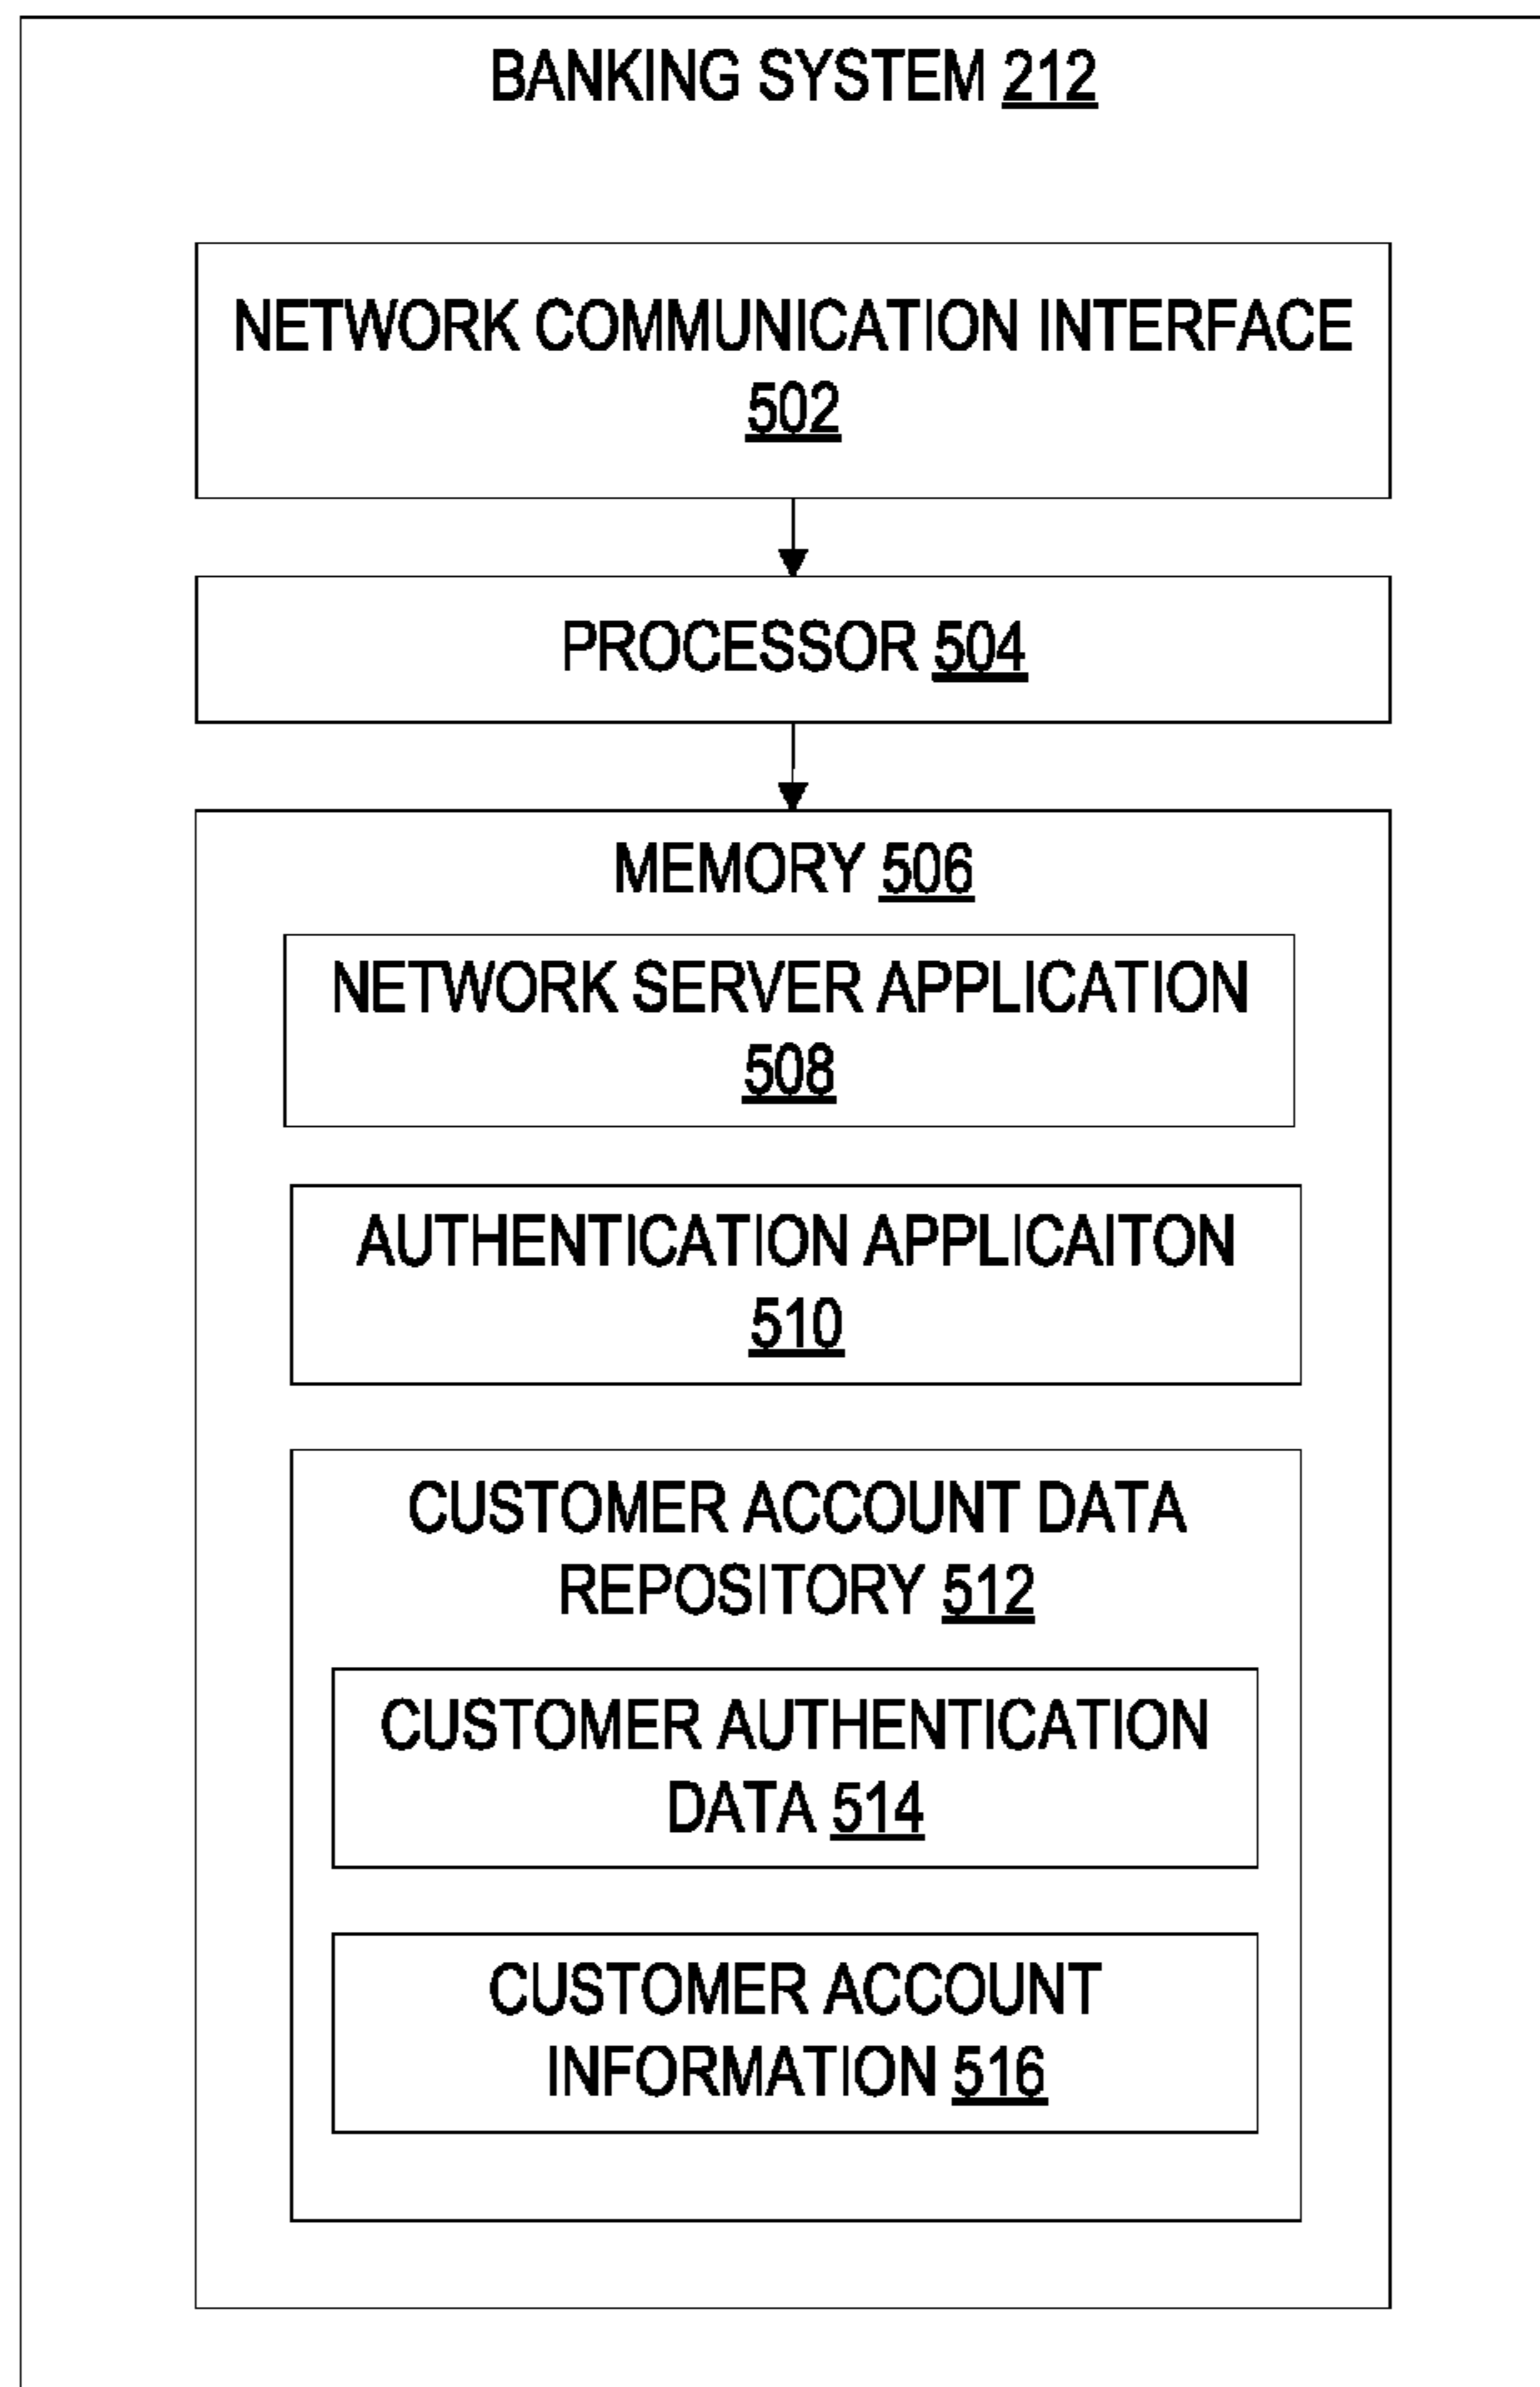 BANKING SYSTEM 212
NETWORK COMMUNICATION INTERFACE
502
PROCESSOR 504
MEMORY 506
NETWORK SERVER APPLICATION
508
AUTHENTICATION APPLICAITON
510
CUSTOMER ACCOUNT DATA
REPOSITORY 512
CUSTOMER AUTHENTICATION
DATA 514
CUSTOMER ACCOUNT
INFORMATION 516